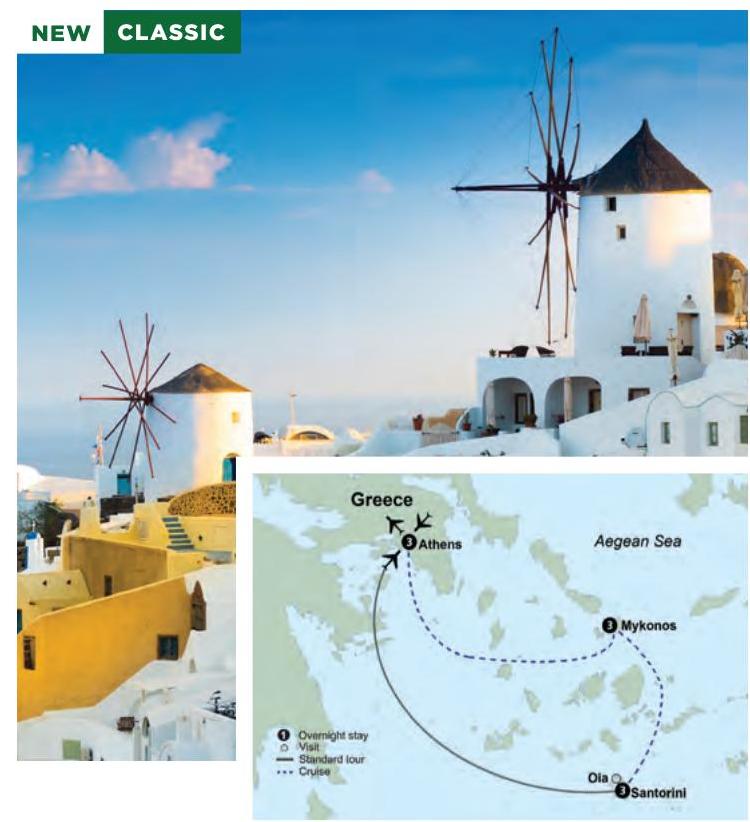 NEW CLASSIC
Greece
3 Athens
Aegean Sea
3 Mykonos
1 Overnight stay
Visit
Standard tour
Cruise
Oia
3 Santorini